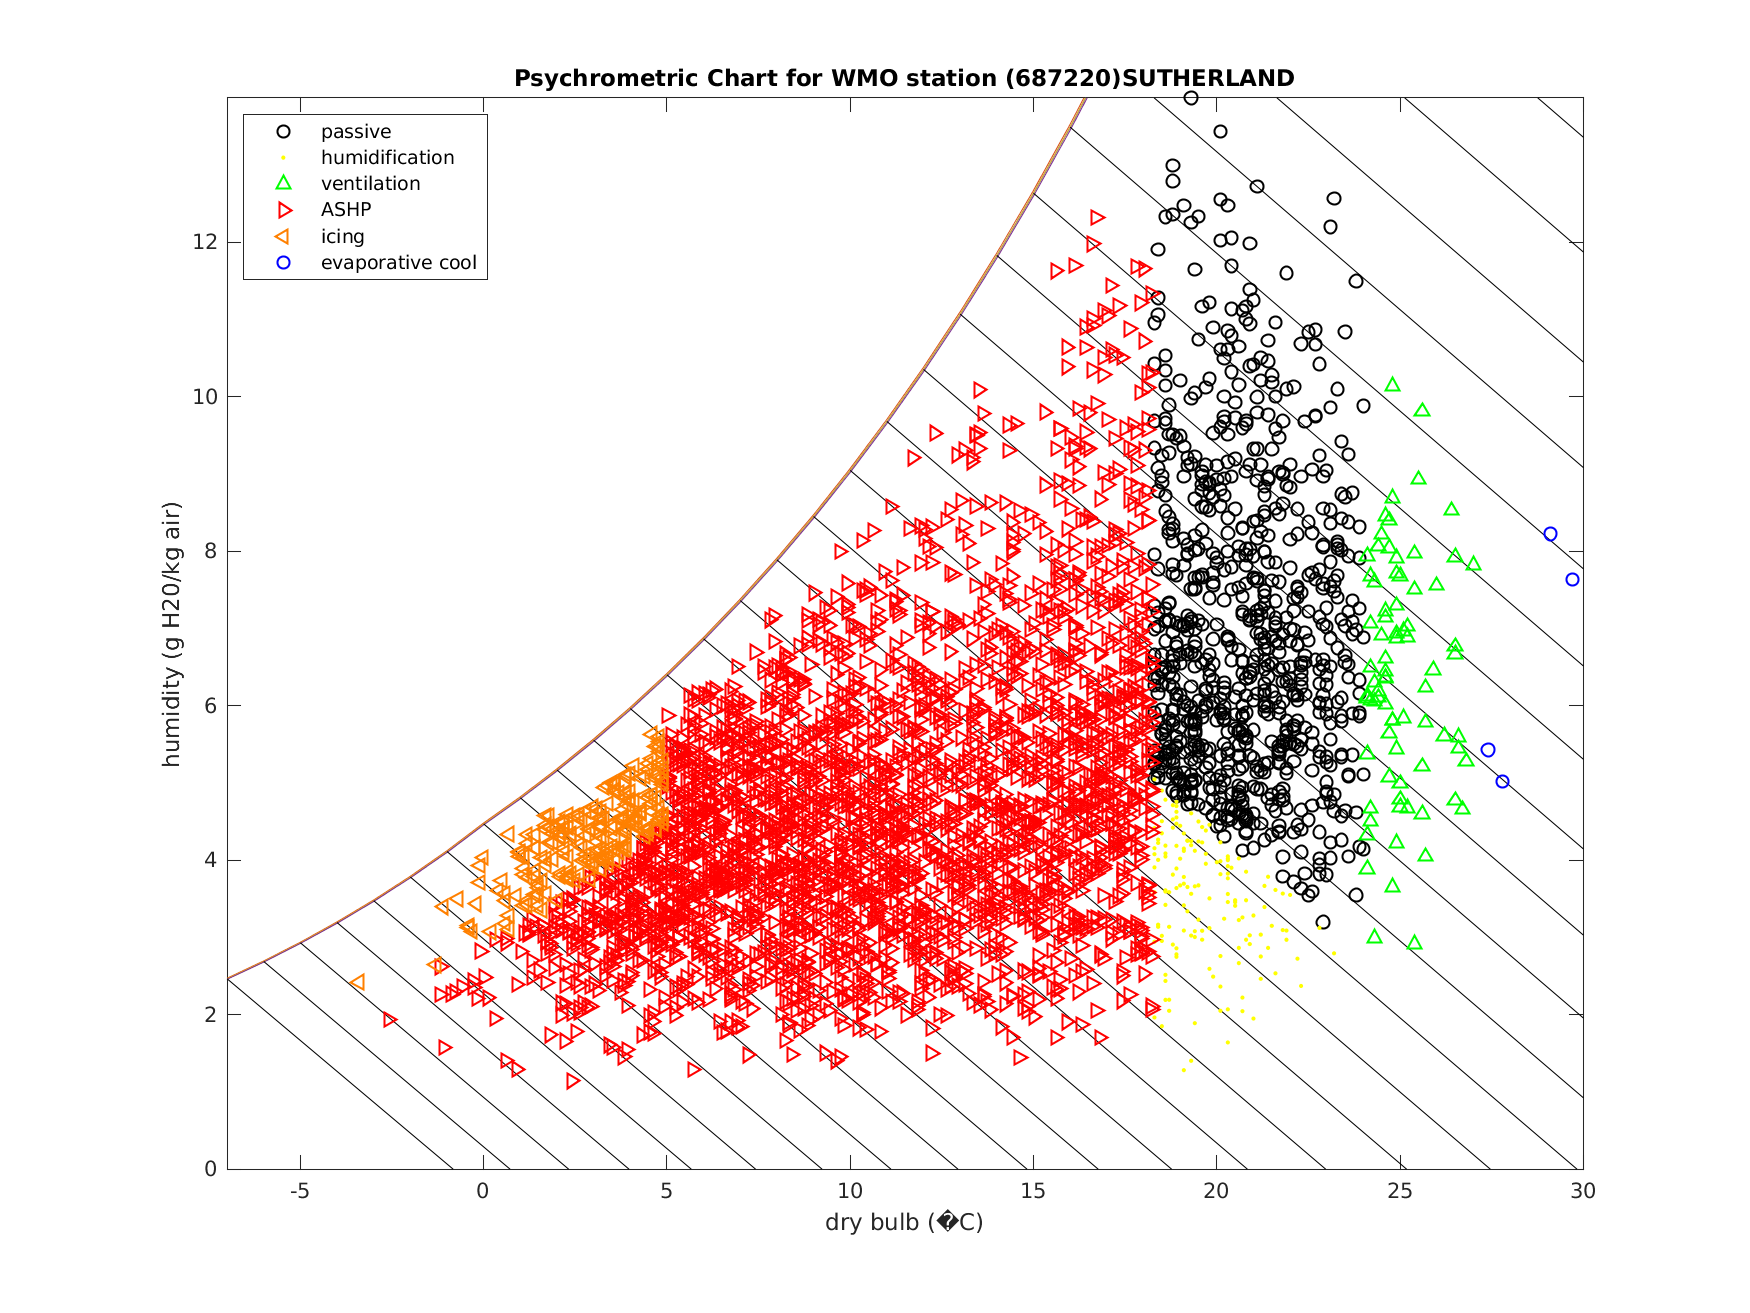 Psychrometric Chart for WMO station (687220)SUTHERLAND
passive
humidification
ventilation
ASHP
icing
evaporative cool
humidity (g H20/kg air)
12
10
8
6
4
2
0
-5 0 5 10 15 20 25 30
dry bulb (�C)